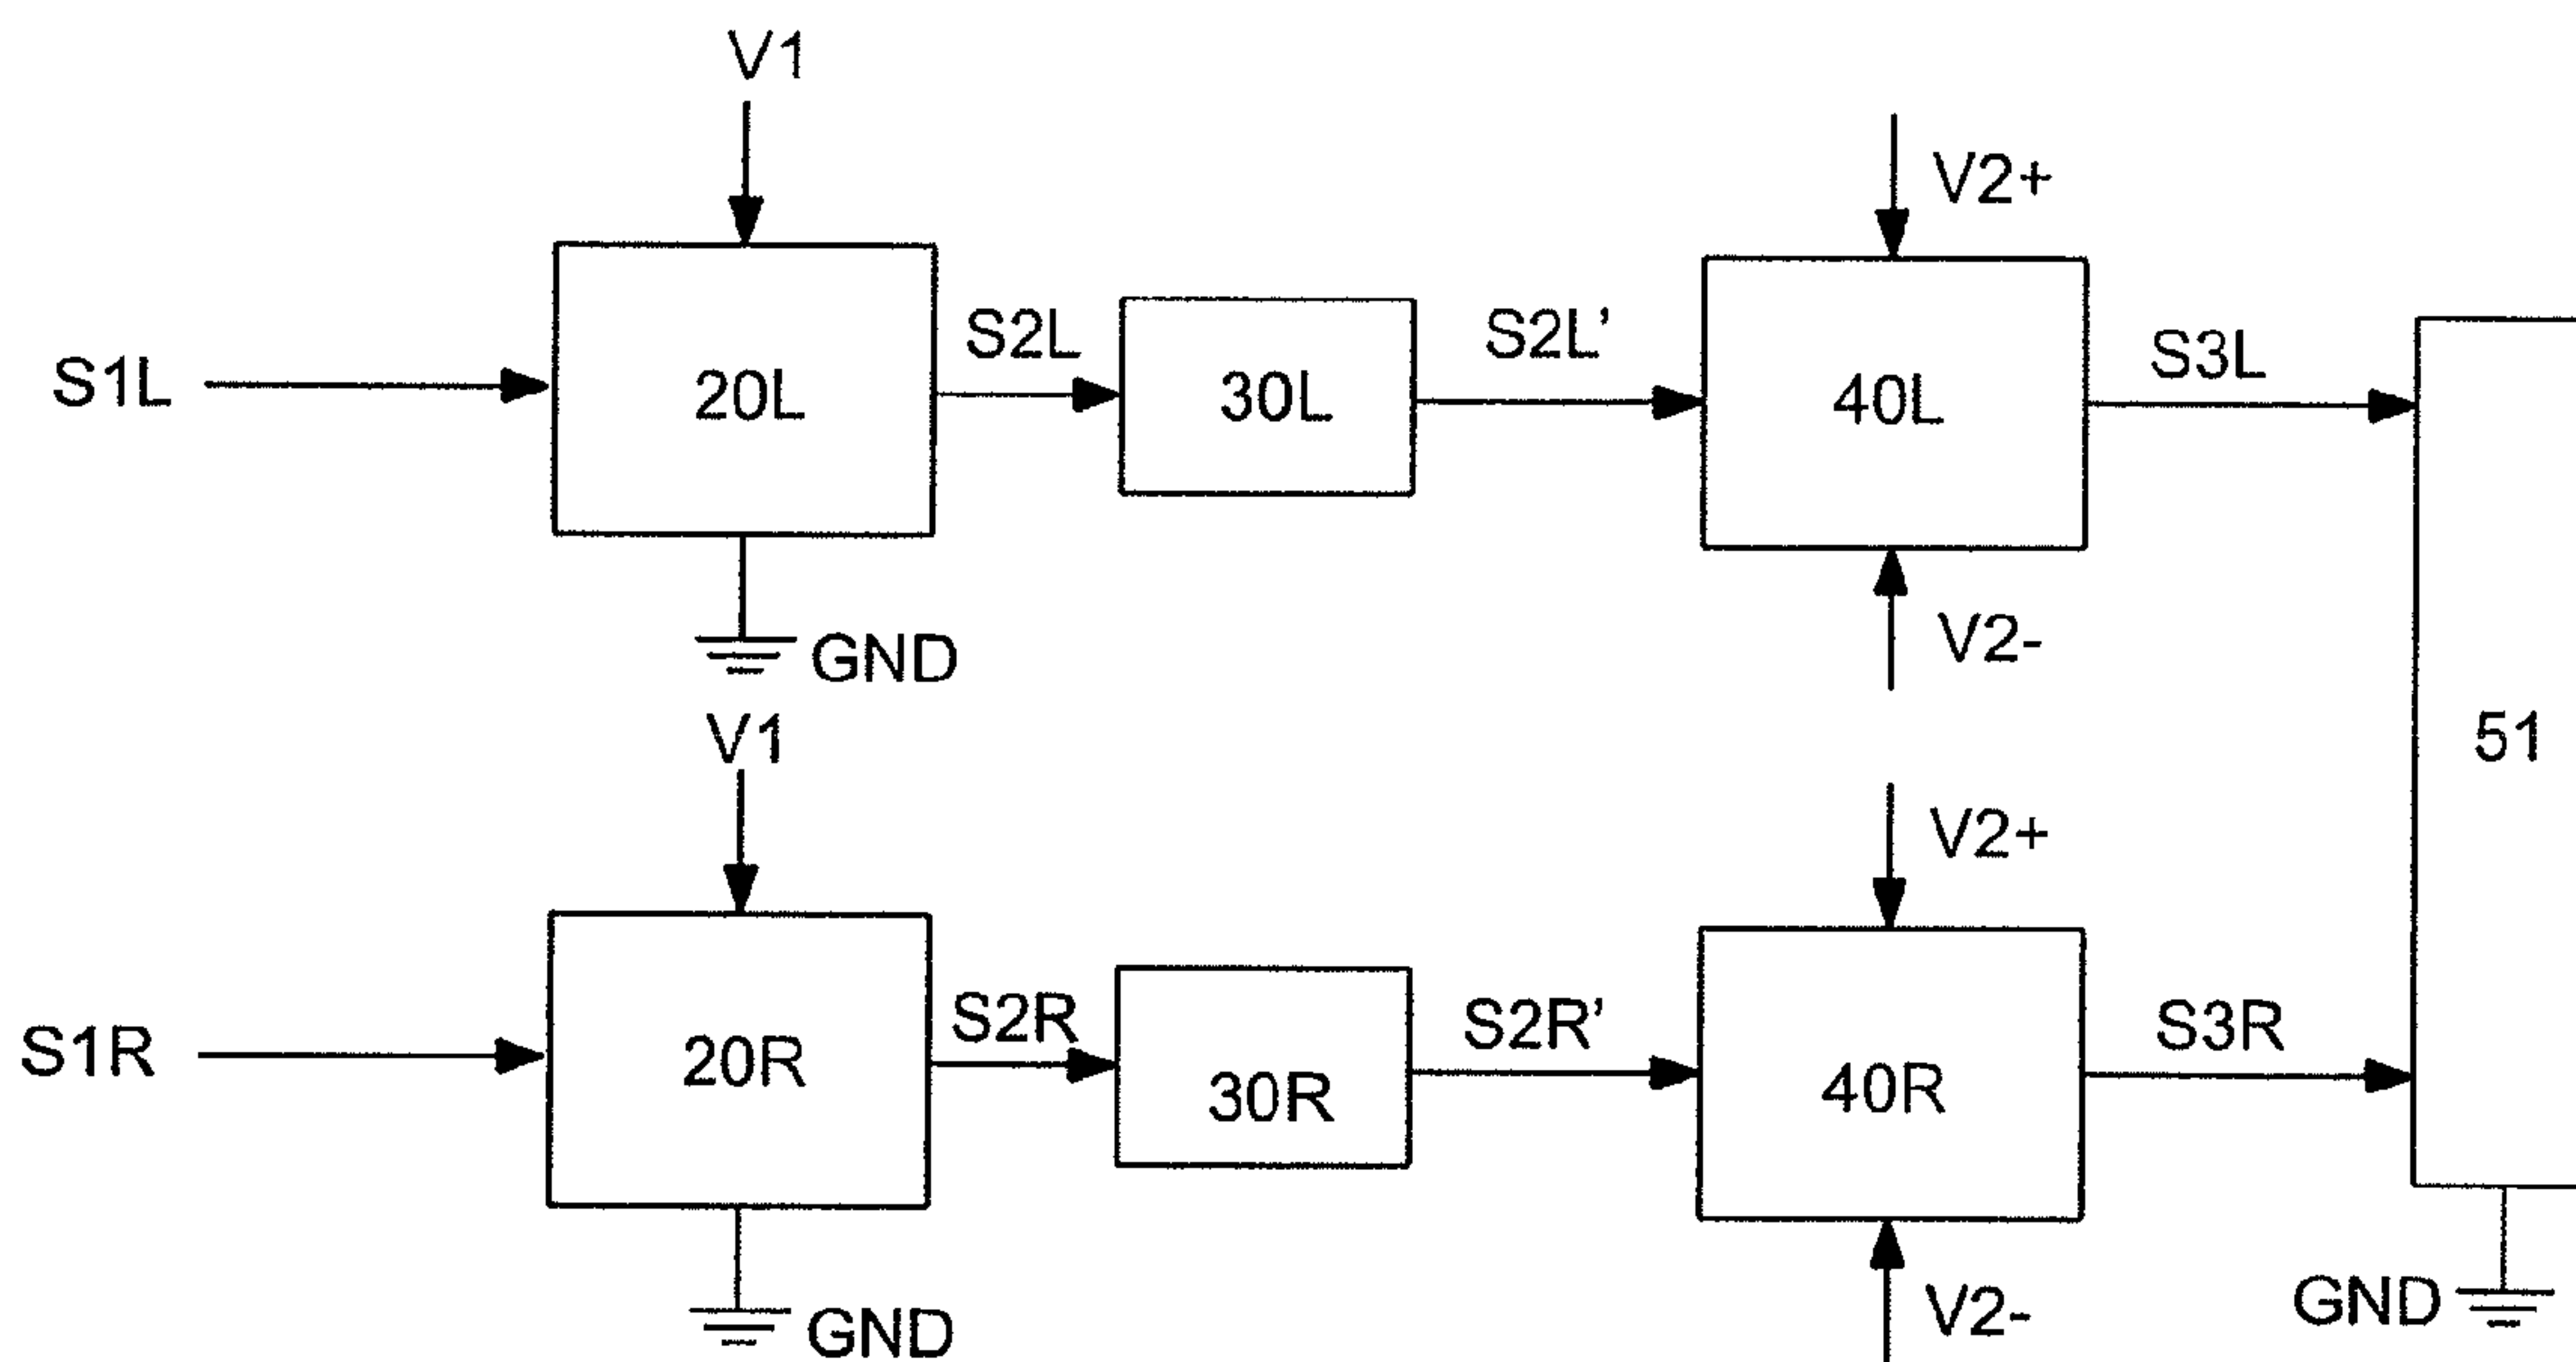 V1
V2+
S1L
20L
S2L
30L
S2L’
40L
S3L
GND
V2-
V1
51
V2+
S1R
20R
S2R
30R
S2R’
40R
S3R
GND
V2-
GND